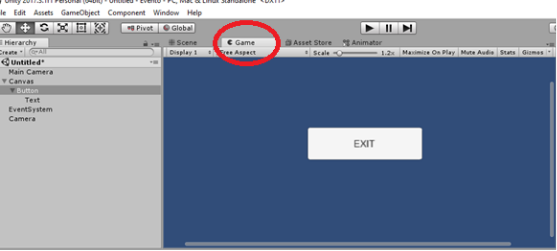 Unity 2017.3.1f1 Personal (64bit) - Untitled - Evento - PC, Mac & Linux Standalone* <DX11>
le Edit Assets GameObject Component Window Help
Pivot Global
Hierarchy Scene Game Asset Store Animator
Create All Display 1 Free Aspect Scale 1.2x Maximize On Play Mute Audio Stats Gizmos
Untitled*
Main Camera
Canvas
Button
Text
EventSystem
Camera
EXIT